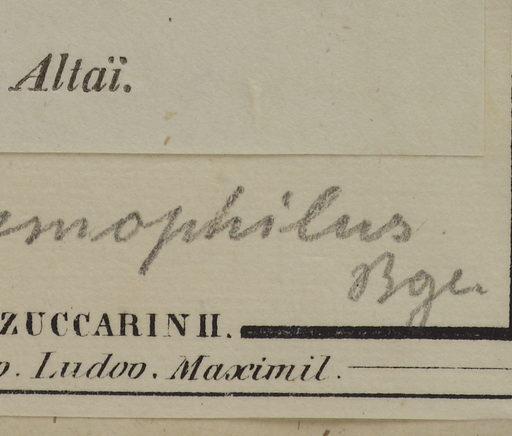 Altaï.
emophilus
Bge.
ZUCCARINII.
p. Ludov. Maximil.